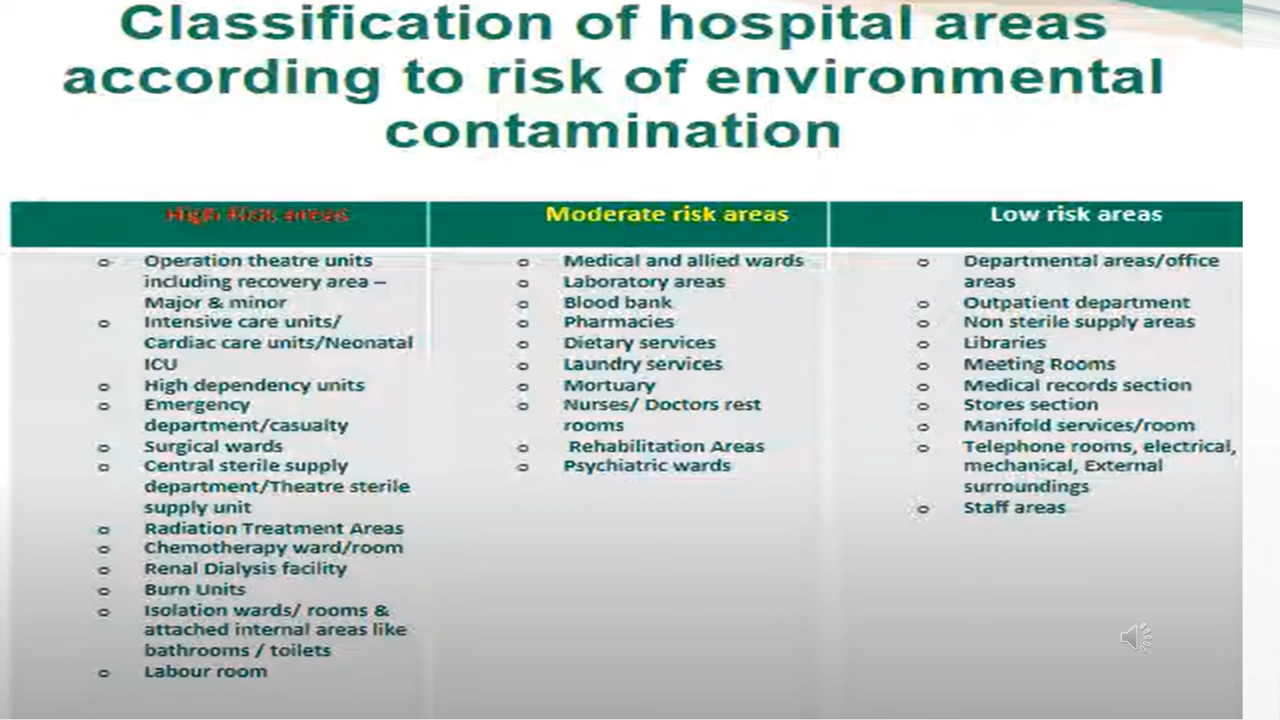 Classification of hospital areas
according to risk of environmental
contamination
High Risk areas
Operation theatre units
including recovery area –
Major & minor
Intensive care units/
Cardiac care units/Neonatal
ICU
High dependency units
Emergency
department/casualty
Surgical wards
Central sterile supply
department/Theatre sterile
supply unit
Radiation Treatment Areas
Chemotherapy ward/room
Renal Dialysis facility
Burn Units
Isolation wards/ rooms &
attached internal areas like
bathrooms / toilets
Labour room
Moderate risk areas
Medical and allied wards
Laboratory areas
Blood bank
Pharmacies
Dietary services
Laundry services
Mortuary
Nurses/ Doctors rest
rooms
Rehabilitation Areas
Psychiatric wards
Low risk areas
Departmental areas/office
areas
Outpatient department
Non sterile supply areas
Libraries
Meeting Rooms
Medical records section
Stores section
Manifold services/room
Telephone rooms, electrical,
mechanical, External
surroundings
Staff areas